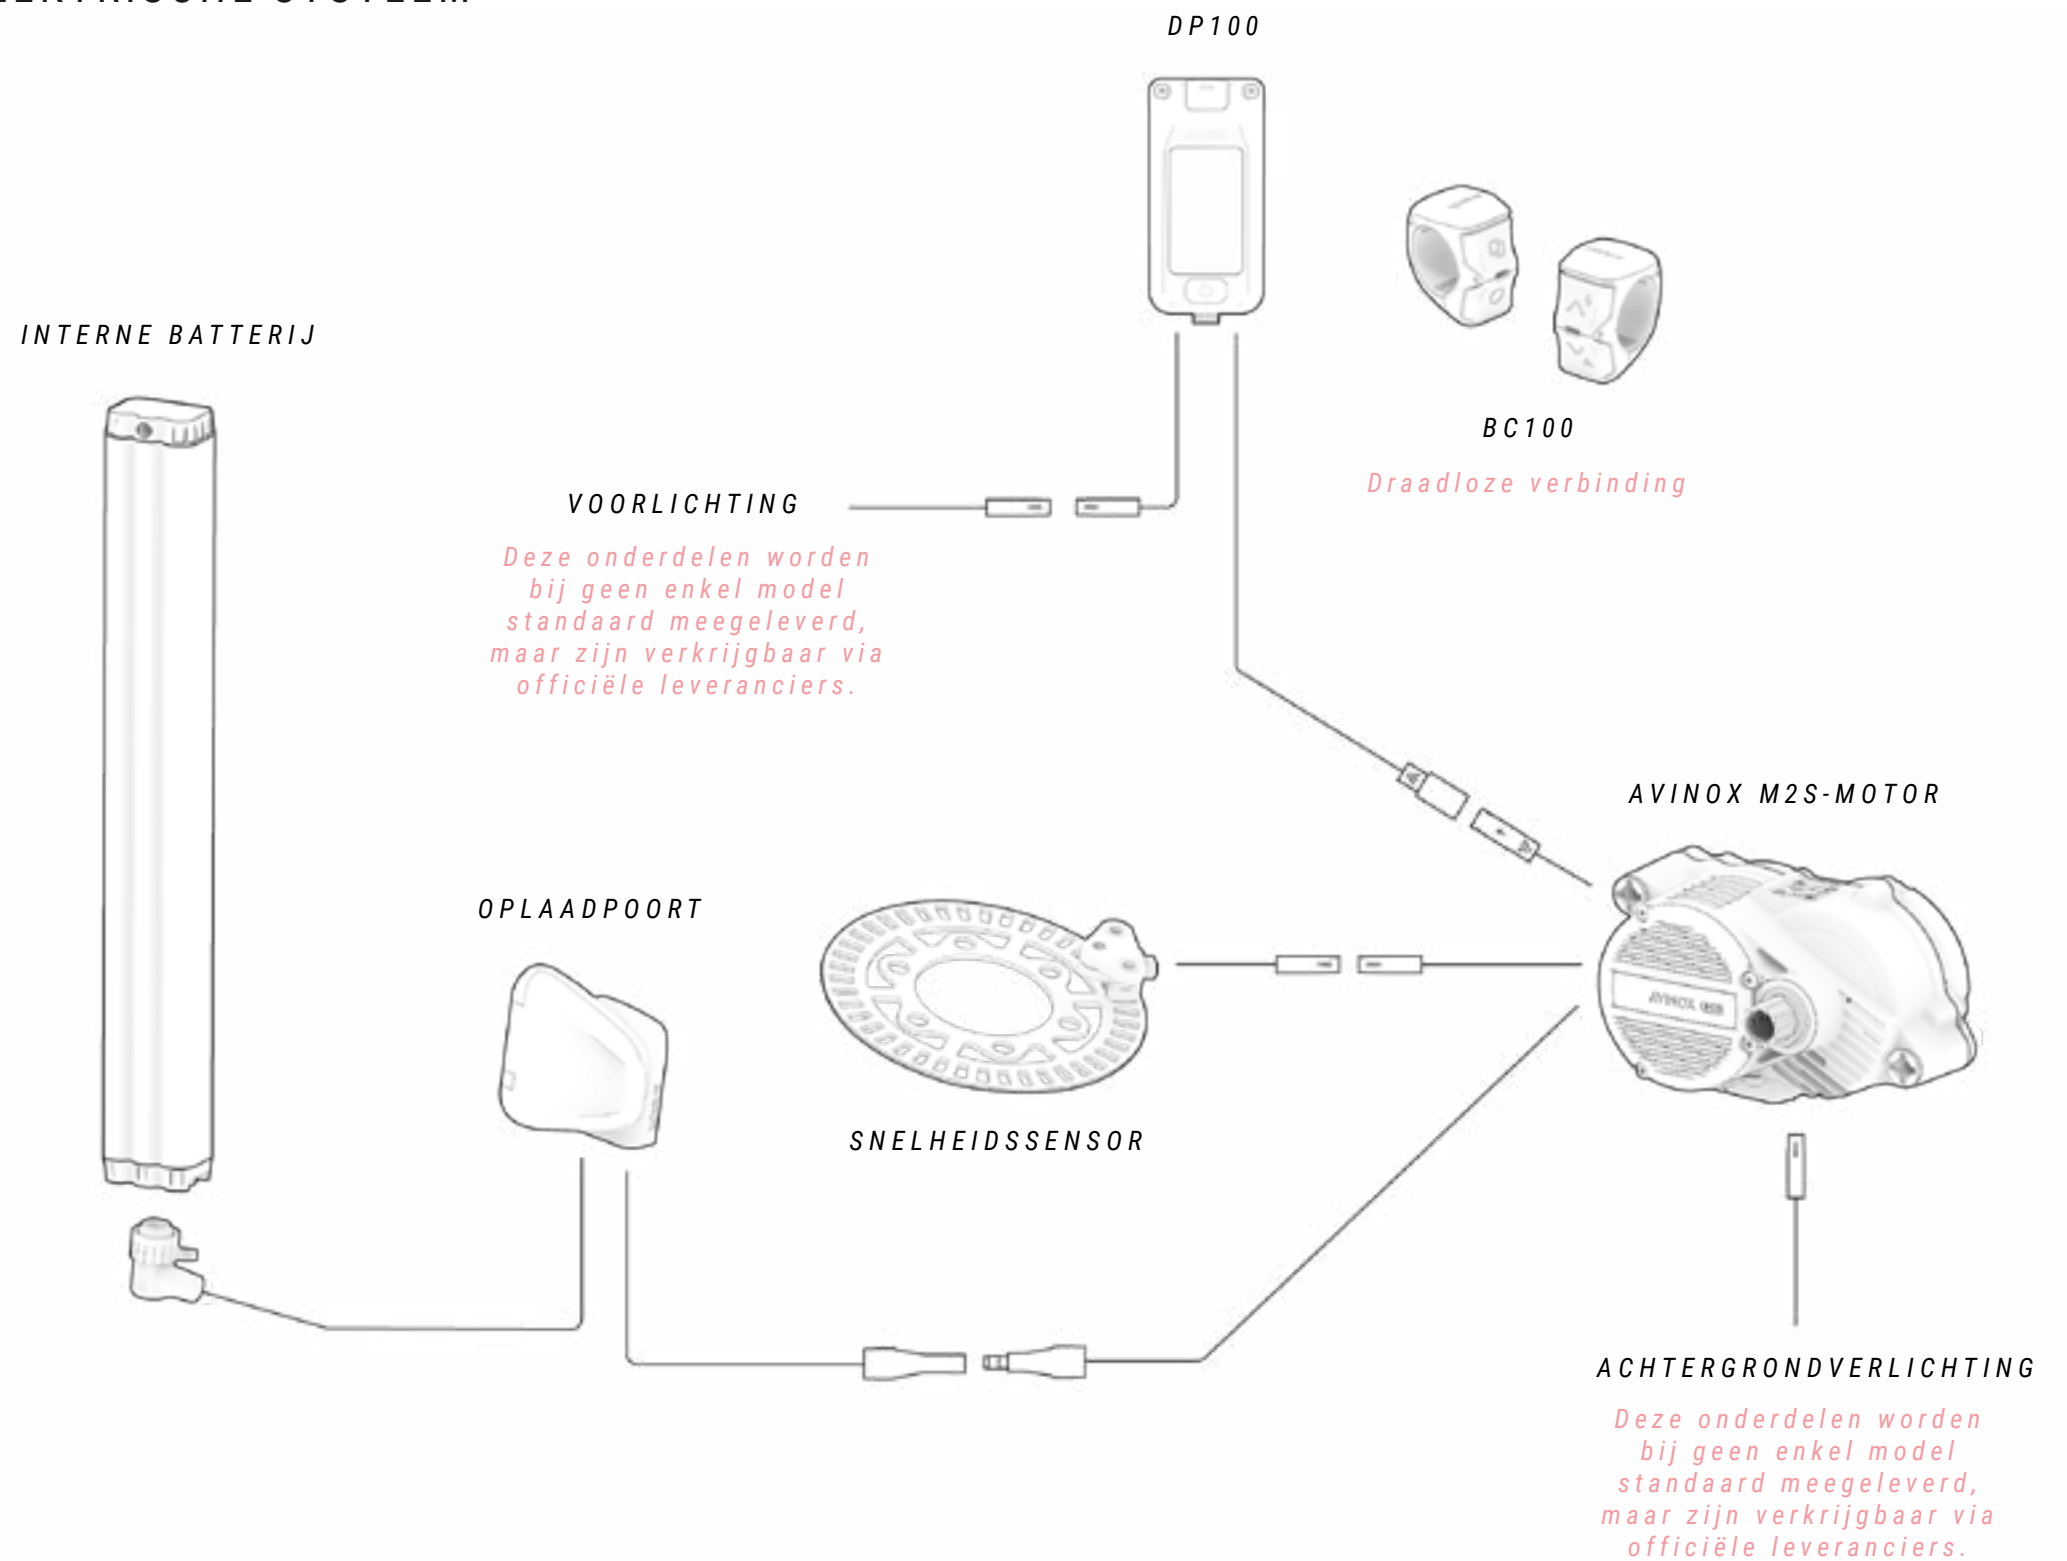 DP100
INTERNE BATTERIJ
BC100
Draadloze verbinding
VOORLICHTING
Deze onderdelen worden
bij geen enkel model
standaard meegeleverd,
maar zijn verkrijgbaar via
officiële leveranciers.
AVINOX M2S-MOTOR
OPLAADPOORT
AVINOX
SNELHEIDSSENSOR
ACHTERGRONDVERLICHTING
Deze onderdelen worden
bij geen enkel model
standaard meegeleverd,
maar zijn verkrijgbaar via
officiële leveranciers.